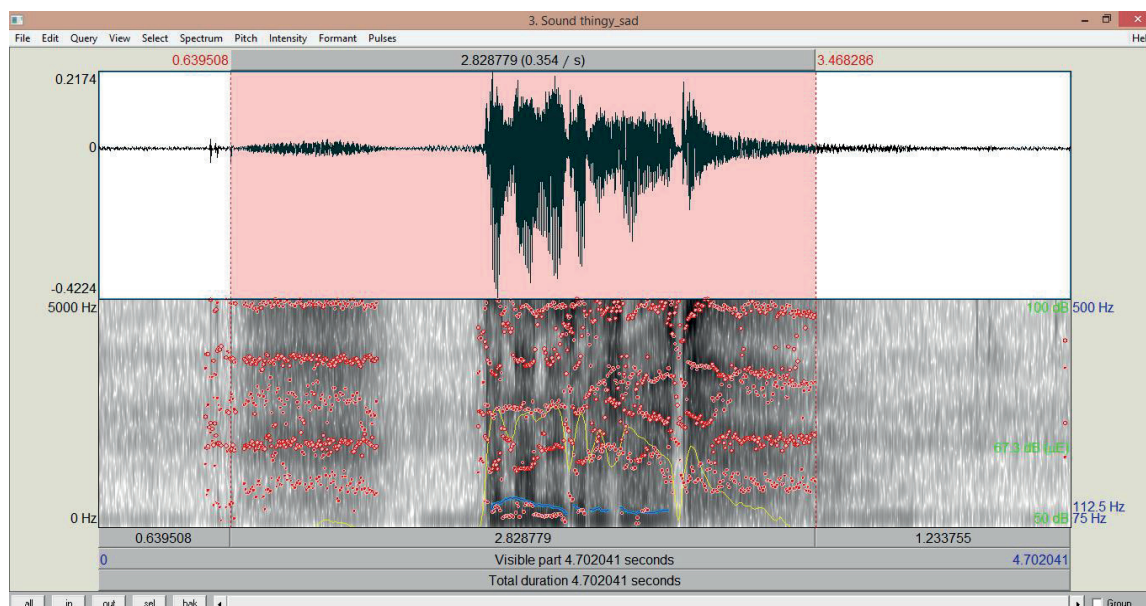 3. Sound thingy_sad
File Edit Query View Select Spectrum Pitch Intensity Formant Pulses Hel
0.639508 2.828779 (0.354 / s) 3.468286
0.2174
0
-0.4224
5000 Hz 100 dB 500 Hz
67.3 dB (µE)
112.5 Hz
0 Hz 50 dB 75 Hz
0.639508 2.828779 1.233755
0 Visible part 4.702041 seconds 4.702041
Total duration 4.702041 seconds
all in out sel bak Group